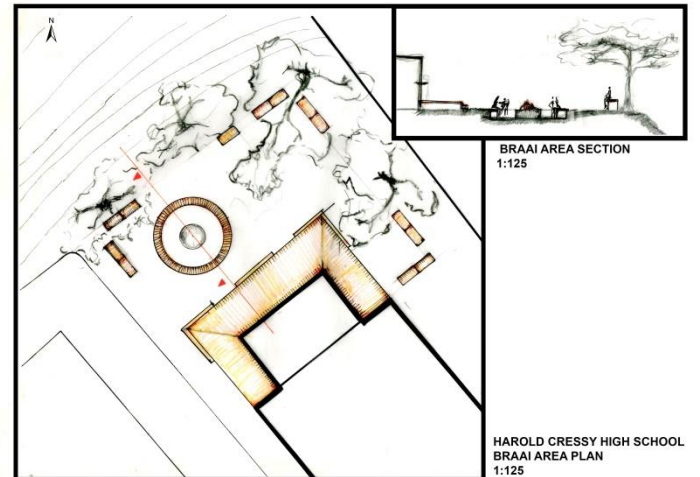 N
BRAAI AREA SECTION
1:125
HAROLD CRESSY HIGH SCHOOL
BRAAI AREA PLAN
1:125